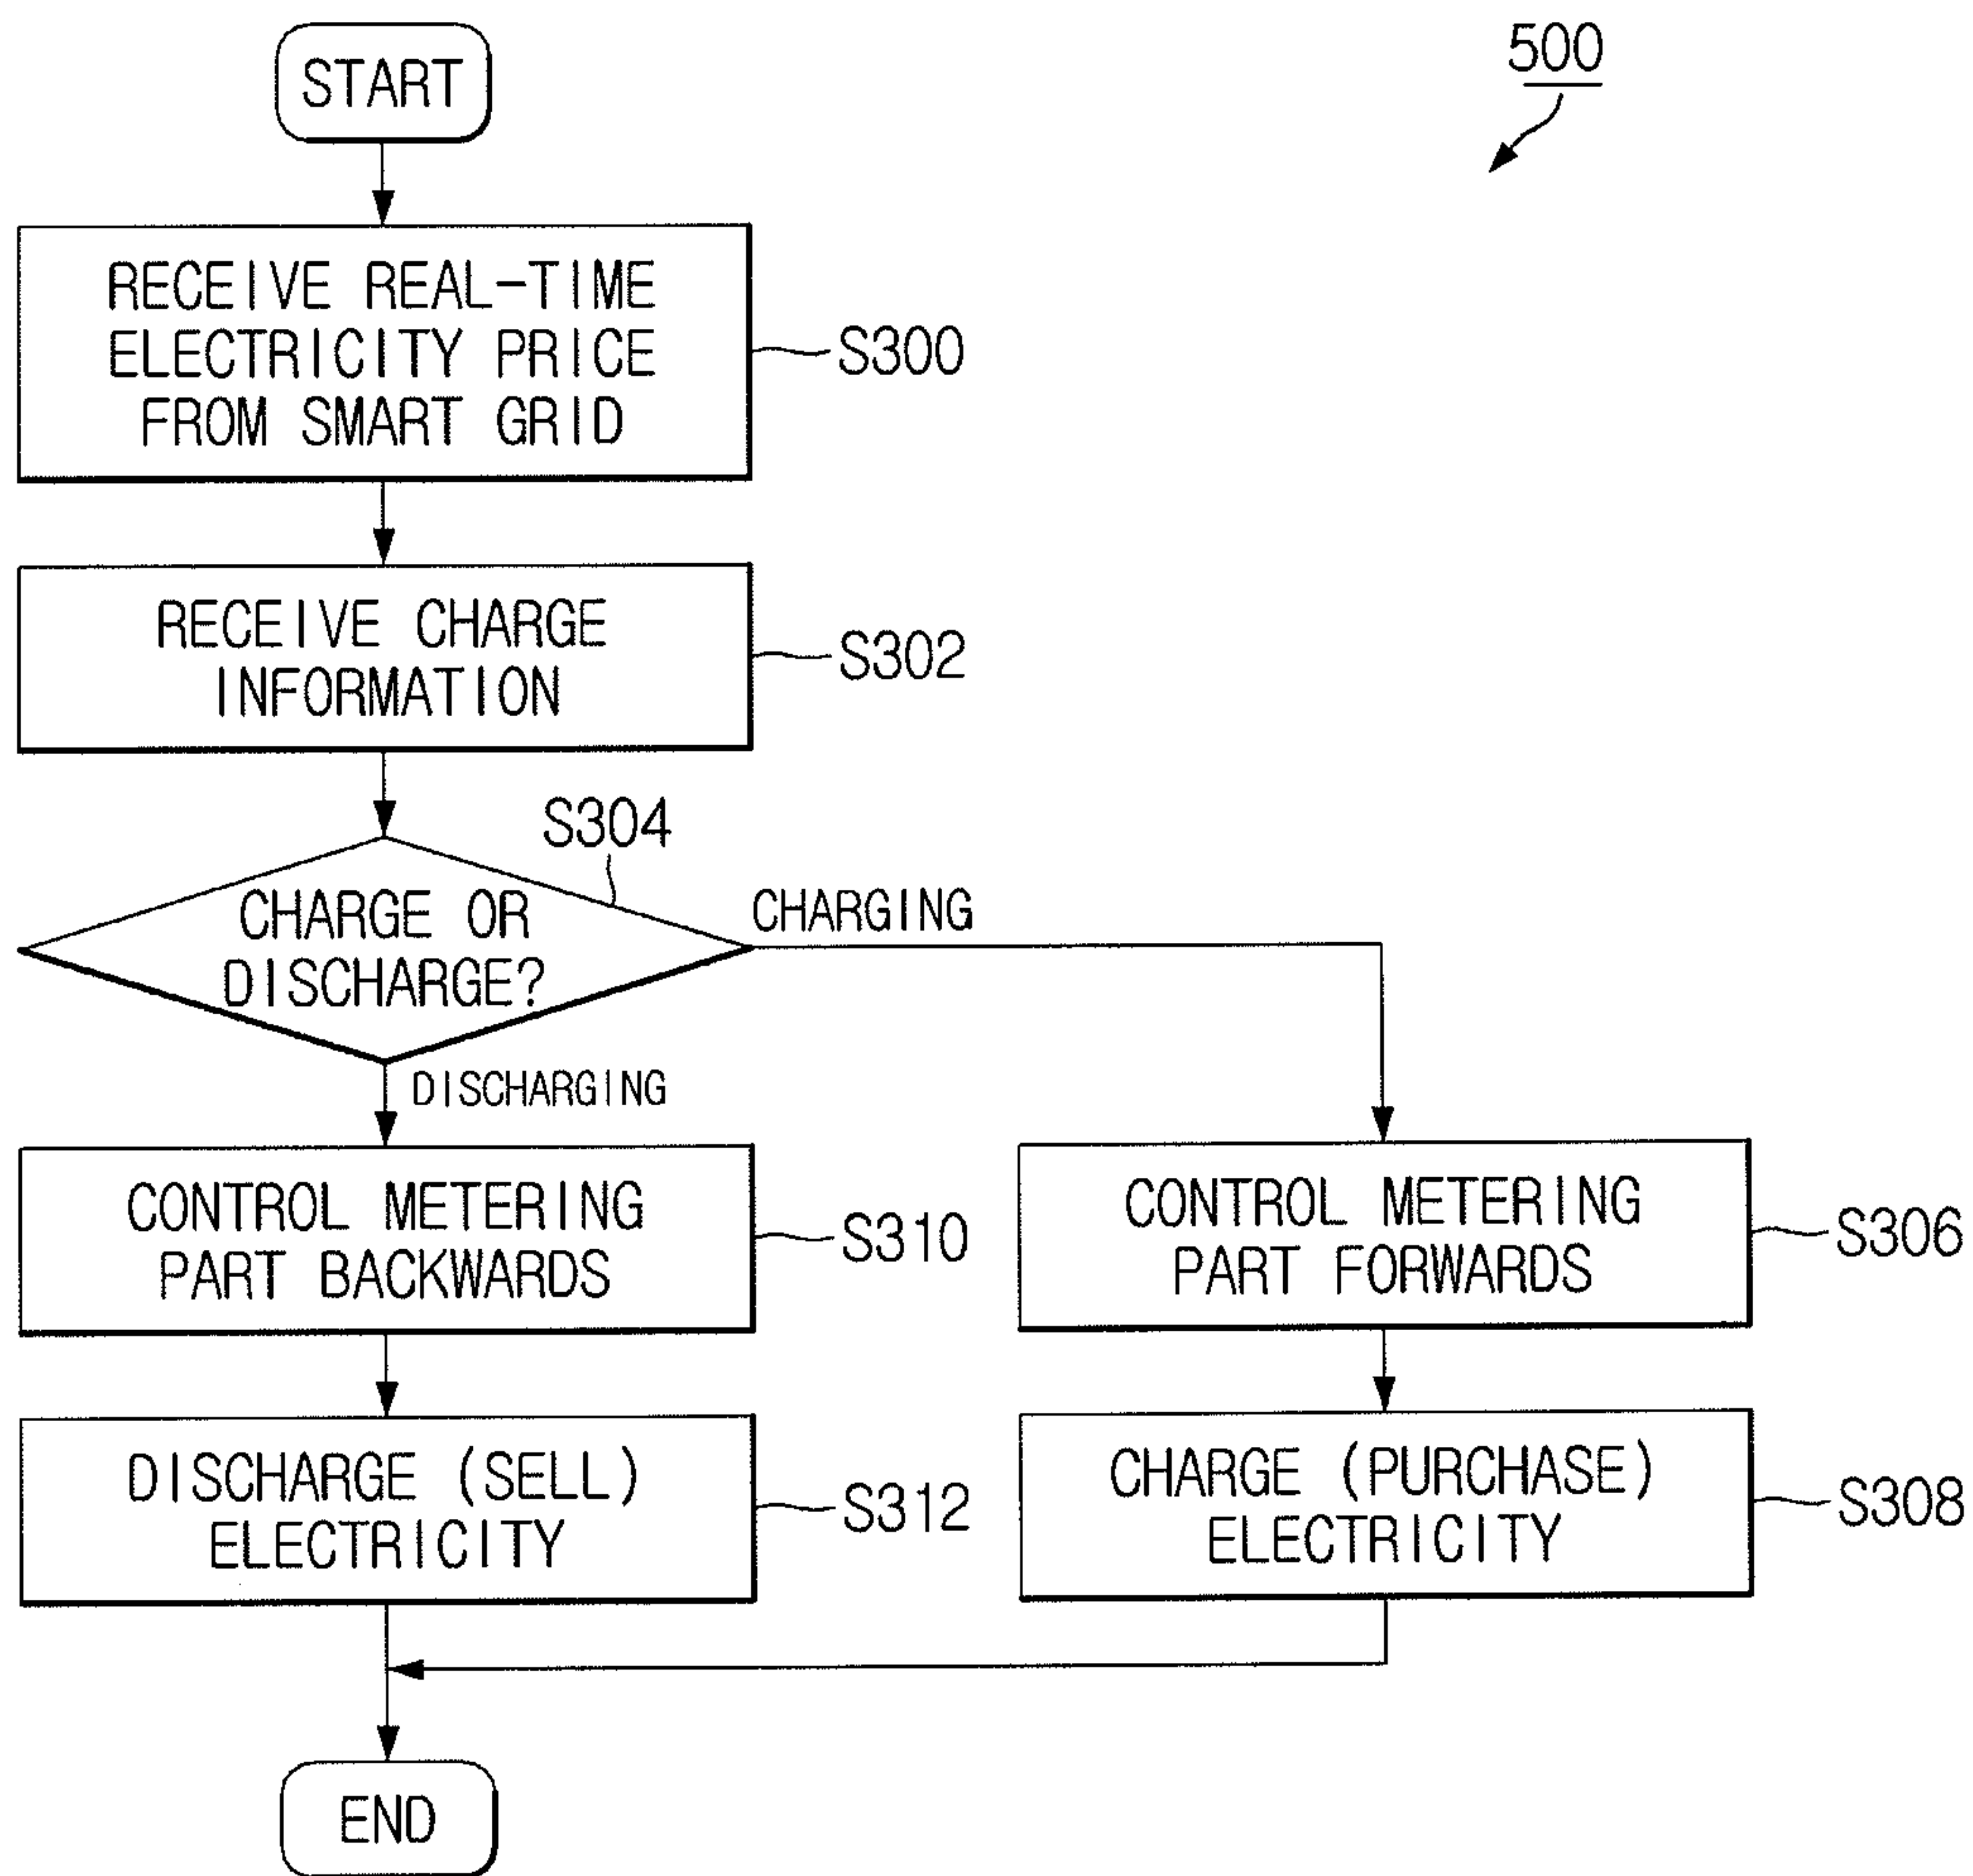 START
500
RECEIVE REAL-TIME
ELECTRICITY PRICE
FROM SMART GRID
S300
RECEIVE CHARGE
INFORMATION
S302
S304
CHARGE OR
DISCHARGE?
CHARGING
DISCHARGING
CONTROL METERING
PART BACKWARDS
S310
CONTROL METERING
PART FORWARDS
S306
DISCHARGE (SELL)
ELECTRICITY
S312
CHARGE (PURCHASE)
ELECTRICITY
S308
END